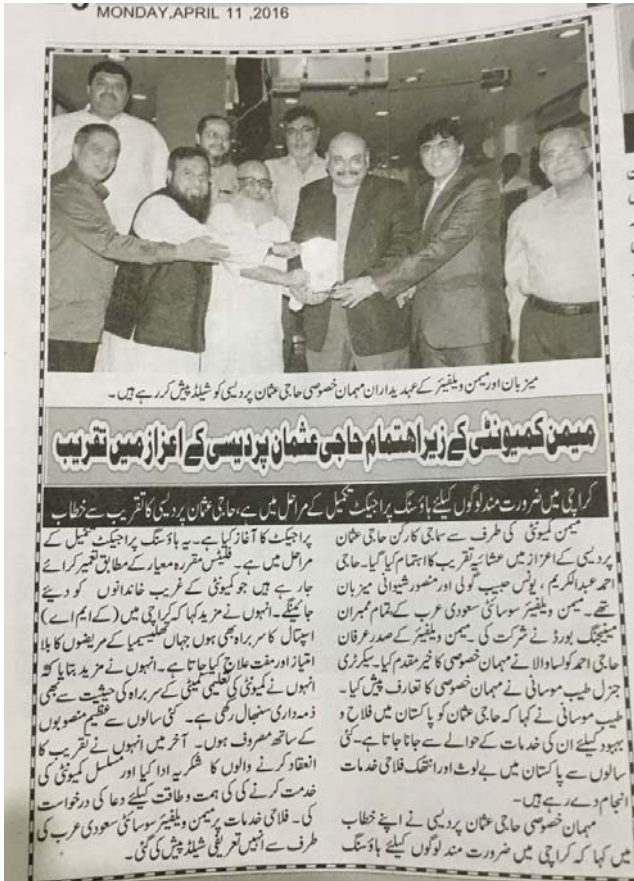 MONDAY,APRIL 11 ,2016
میزبان اور میمن ویلفیئر کے عہدیداران مہمان خصوصی حاجی عثمان پردیسی کو شیلڈ پیش کر رہے ہیں۔
میمن کمیونٹی کے زیر اھتمام حاجی عثمان پردیسی کے اعزاز میں تقریب
کراچی میں ضرورت مند لوگوں کیلئے ہاؤسنگ پراجیکٹ تکمیل کے مراحل میں ہے، حاجی عثمان پردیسی کا تقریب سے خطاب
میمن کمیونٹی کی طرف سے سماجی کارکن حاجی عثمان
پردیسی کے اعزاز میں عشائیہ تقریب کا اہتمام کیا گیا۔ حاجی
احمد عبدالکریم، یونس حبیب گولی اور منصور شیوانی میزبان
تھے۔ میمن ویلفیئر سوسائٹی سعودی عرب کے تمام ممبران
مینیجنگ بورڈ نے شرکت کی۔ میمن ویلفیئر کے صدر عرفان
حاجی احمد کولساوالا نے مہمان خصوصی کا خیر مقدم کیا۔ سیکرٹری
جنرل طیب موسانی نے مہمان خصوصی کا تعارف پیش کیا۔
طیب موسانی نے کہا کہ حاجی عثمان کو پاکستان میں فلاح و
بہبود کیلئے ان کی خدمات کے حوالے سے جانا جاتا ہے۔ کئی
سالوں سے پاکستان میں بے لوث اور انتھک فلاحی خدمات
انجام دے رہے ہیں۔
مہمان خصوصی حاجی عثمان پردیسی نے اپنے خطاب
میں کہا کہ کراچی میں ضرورت مند لوگوں کیلئے ہاؤسنگ
پراجیکٹ کا آغاز کیا ہے۔ یہ ہاؤسنگ پراجیکٹ تکمیل کے
مراحل میں ہے۔ فلیٹس مقررہ معیار کے مطابق تعمیر کرائے
جا رہے ہیں جو کمیونٹی کے غریب خاندانوں کو دیئے
جائینگے۔ انہوں نے مزید کہا کہ کراچی میں (کے ایم اے)
اسپتال کا سربراہ بھی ہوں جہاں تھیلیسیمیا کے مریضوں کا بلا
امتیاز اور مفت علاج کیا جاتا ہے۔ انہوں نے مزید بتایا کہ
انہوں نے کمیونٹی کی تعلیمی کمیٹی کے سربراہ کی حیثیت سے بھی
ذمہ داری سنبھال رکھی ہے۔ کئی سالوں سے عظیم منصوبوں
کے ساتھ مصروف ہوں۔ آخر میں انہوں نے تقریب کا
انعقاد کرنے والوں کا شکریہ ادا کیا اور مسلسل کمیونٹی کی
خدمت کرنے کی کی ہمت و طاقت کیلئے دعا کی درخواست
کی۔ فلاحی خدمات پر میمن ویلفیئر سوسائٹی سعودی عرب کی
طرف سے انہیں تعریفی شیلڈ پیش کی گئی۔